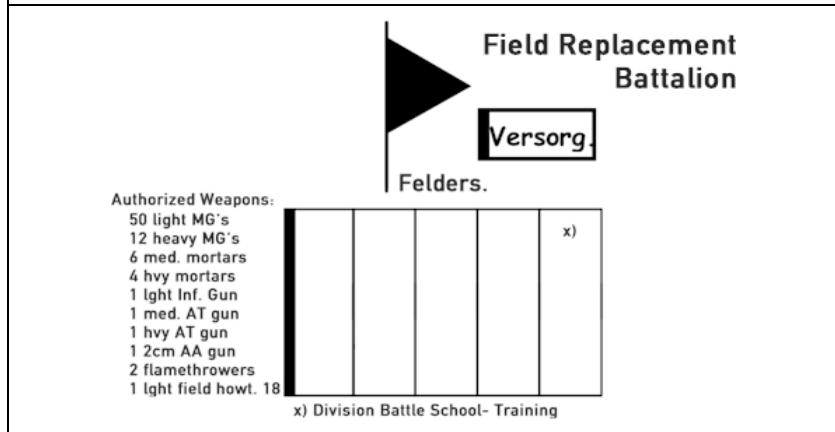 Field Replacement
Battalion
Versorg.
Felders.
Authorized Weapons:
50 light MG's
12 heavy MG's
6 med. mortars
4 hvy mortars
1 lght Inf. Gun
1 med. AT gun
1 hvy AT gun
1 2cm AA gun
2 flamethrowers
1 lght field howt. 18
x)
x) Division Battle School- Training